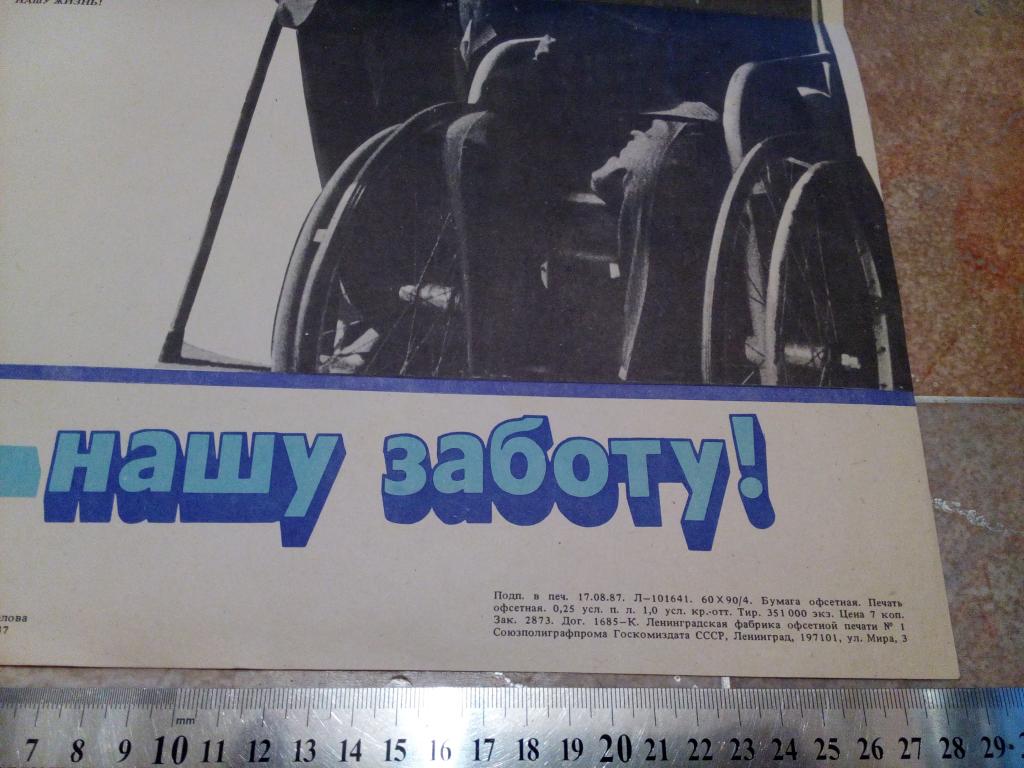 НАШУ ЖИЗНЬ!
нашу заботу!
Подп. в печ. 17.08.87. Л—101641. 60×90/4. Бумага офсетная. Печать
офсетная. 0,25 усл. п. л. 1,0 усл. кр.-отт. Тир. 351 000 экз. Цена 7 коп.
Зак. 2873. Дог. 1685—К. Ленинградская фабрика офсетной печати № 1
Союзполиграфпрома Госкомиздата СССР, Ленинград, 197101, ул. Мира, 3
mm
7 8 9 10 11 12 13 14 15 16 17 18 19 20 21 22 23 24 25 26 27 28 29